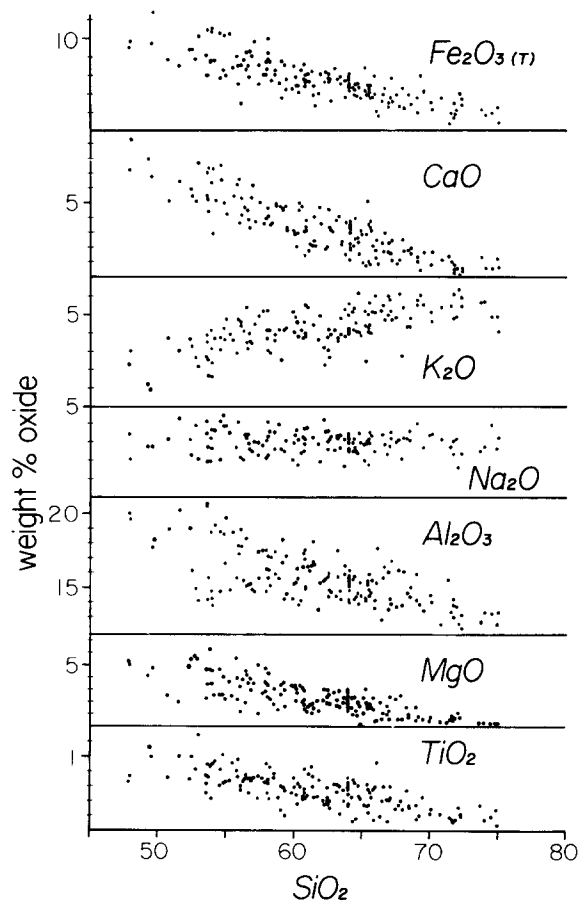 10
Fe₂O₃ (T)
CaO
5
5
K₂O
5
Na₂O
20
Al₂O₃
15
5
MgO
1
TiO₂
weight % oxide
50 60 70 80
SiO₂